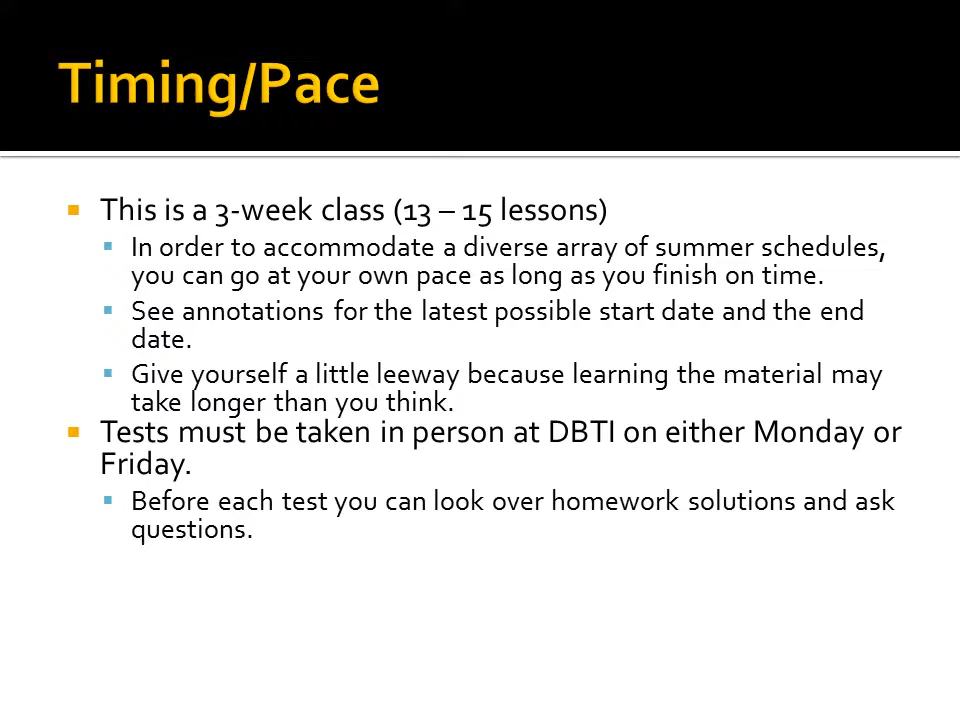 Timing/Pace
This is a 3-week class (13 – 15 lessons)
In order to accommodate a diverse array of summer schedules,
you can go at your own pace as long as you finish on time.
See annotations for the latest possible start date and the end
date.
Give yourself a little leeway because learning the material may
take longer than you think.
Tests must be taken in person at DBTI on either Monday or
Friday.
Before each test you can look over homework solutions and ask
questions.